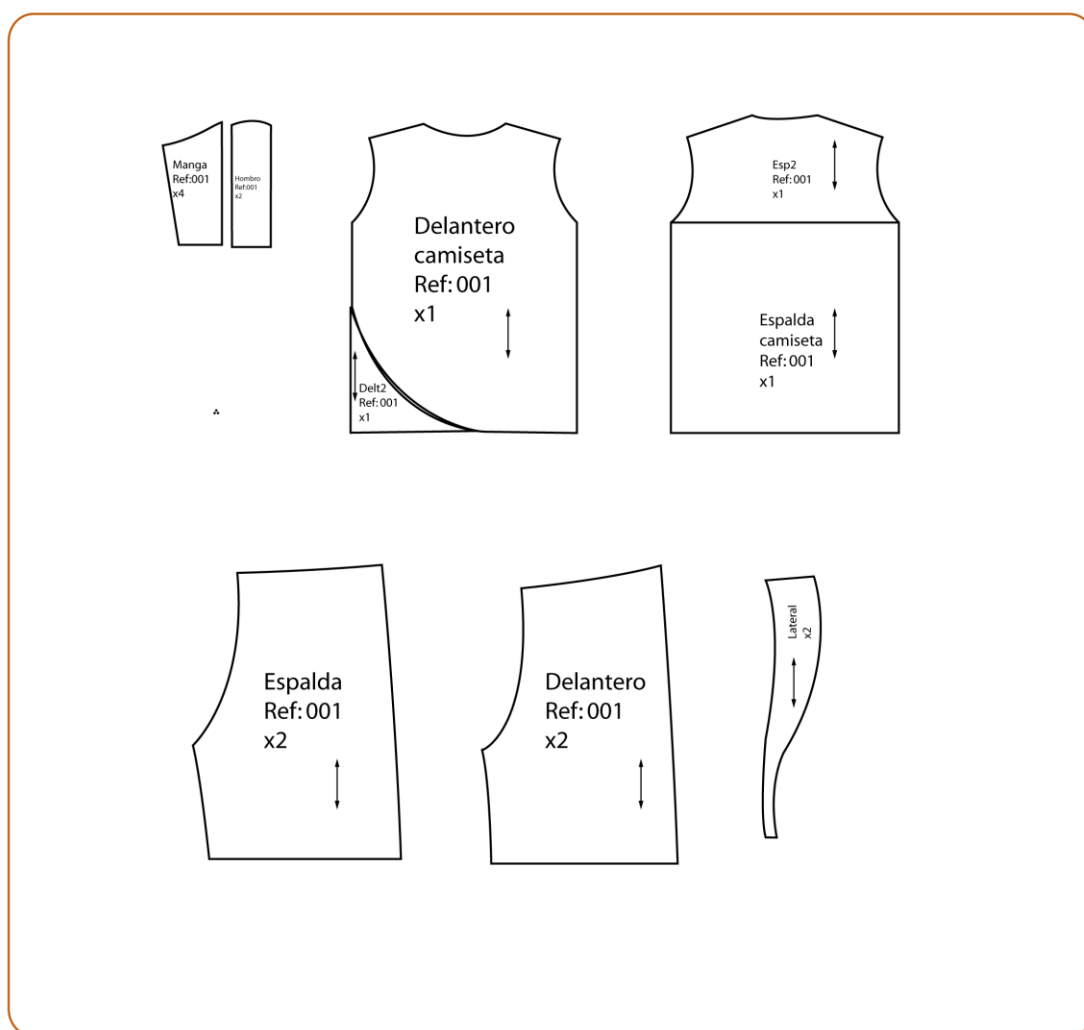 Manga
Ref:001
x4
Hombro
Ref:001
x2
Delantero
camiseta
Ref:001
x1
Delt2
Ref:001
x1
Esp2
Ref:001
x1
Espalda
camiseta
Ref:001
x1
Espalda
Ref:001
x2
Delantero
Ref:001
x2
Lateral
x2